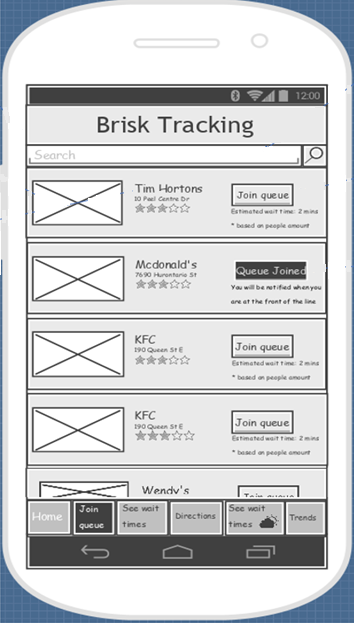 12:00
Brisk Tracking
Search
Tim Hortons
10 Peel Centre Dr
Join queue
Estimated wait time: 2 mins
* based on people amount
Mcdonald's
7690 Hurontario St
Queue Joined
You will be notified when you
are at the front of the line
KFC
190 Queen St E
Join queue
Estimated wait time: 2 mins
* based on people amount
KFC
190 Queen St E
Join queue
Estimated wait time: 2 mins
* based on people amount
Wendy's
Join queue
Home
Join
queue
See wait
times
Directions
See wait
times
Trends